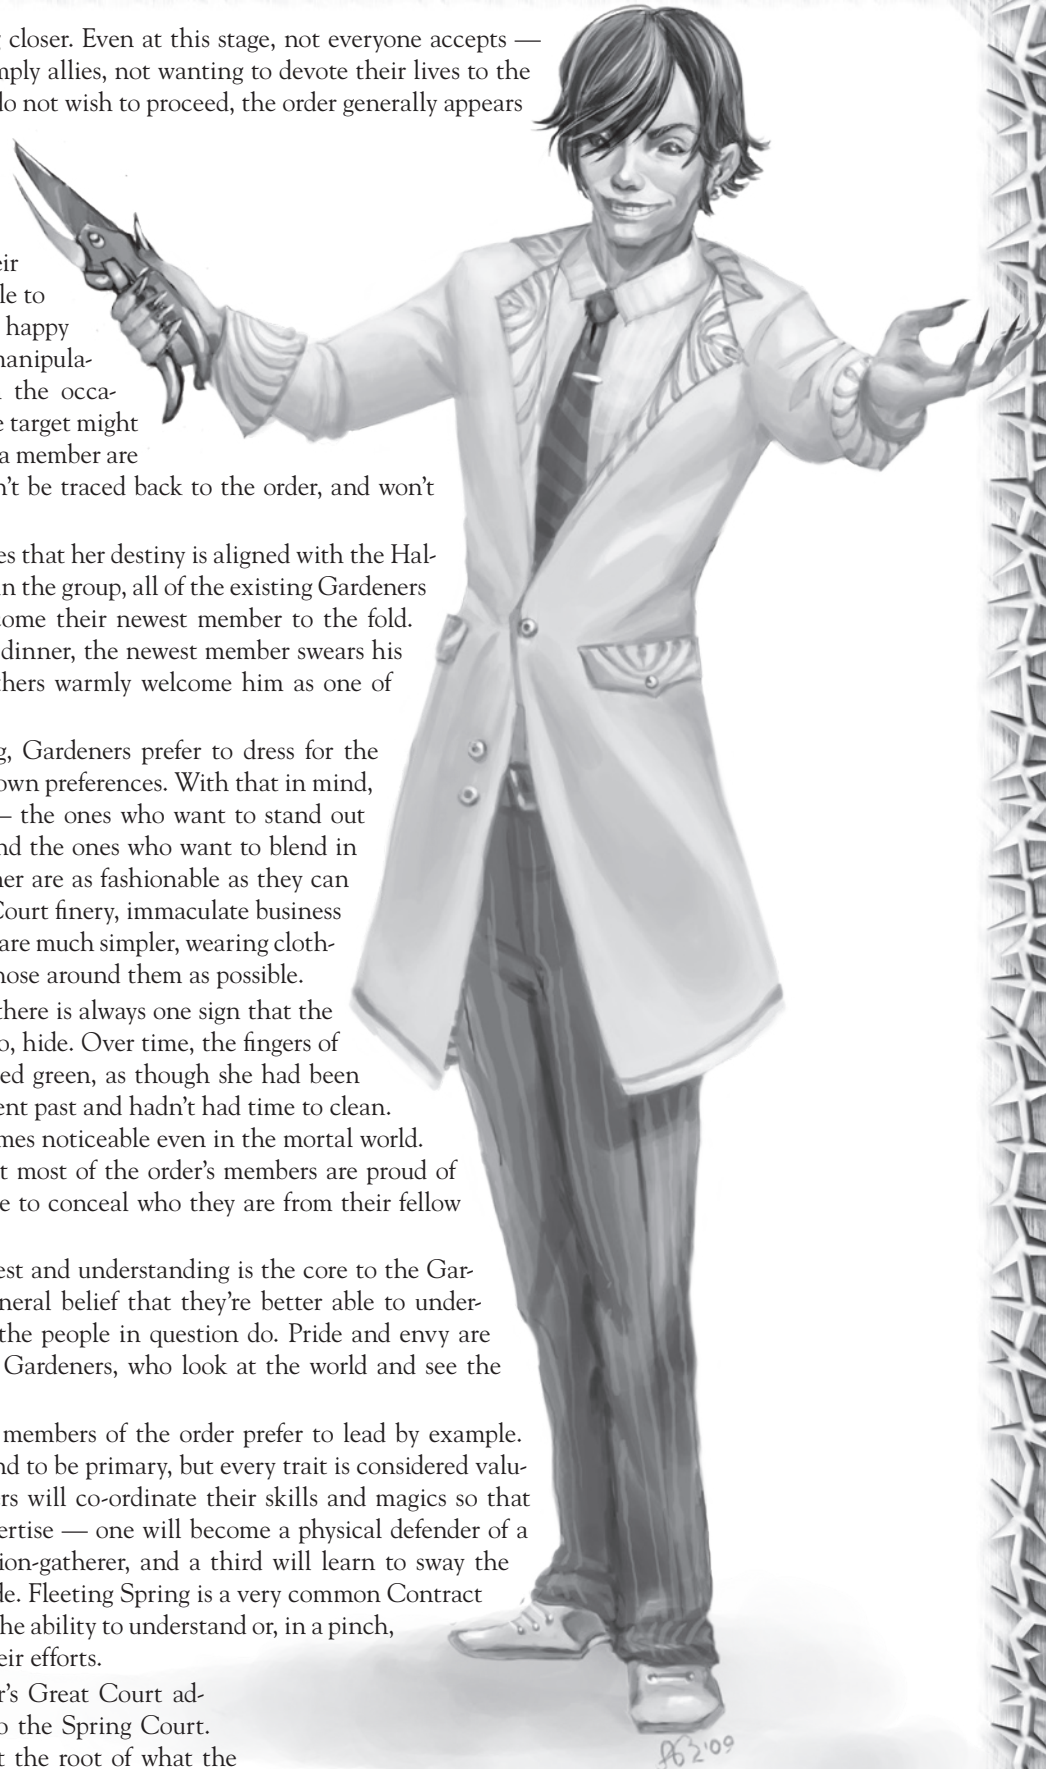 closer. Even at this stage, not everyone accepts —
mply allies, not wanting to devote their lives to the
do not wish to proceed, the order generally appears
eir
le to
happy
nanipula-
the occa-
e target might
a member are
n't be traced back to the order, and won't
es that her destiny is aligned with the Hal-
in the group, all of the existing Gardeners
ome their newest member to the fold.
dinner, the newest member swears his
thers warmly welcome him as one of
g, Gardeners prefer to dress for the
own preferences. With that in mind,
— the ones who want to stand out
nd the ones who want to blend in
ner are as fashionable as they can
Court finery, immaculate business
are much simpler, wearing cloth-
hose around them as possible.
there is always one sign that the
o, hide. Over time, the fingers of
ed green, as though she had been
ent past and hadn't had time to clean.
mes noticeable even in the mortal world.
t most of the order's members are proud of
e to conceal who they are from their fellow
est and understanding is the core to the Gar-
neral belief that they're better able to under-
the people in question do. Pride and envy are
Gardeners, who look at the world and see the
members of the order prefer to lead by example.
nd to be primary, but every trait is considered valu-
ers will co-ordinate their skills and magics so that
pertise — one will become a physical defender of a
tion-gatherer, and a third will learn to sway the
de. Fleeting Spring is a very common Contract
he ability to understand or, in a pinch,
eir efforts.
r's Great Court ad-
o the Spring Court.
t the root of what the
'09